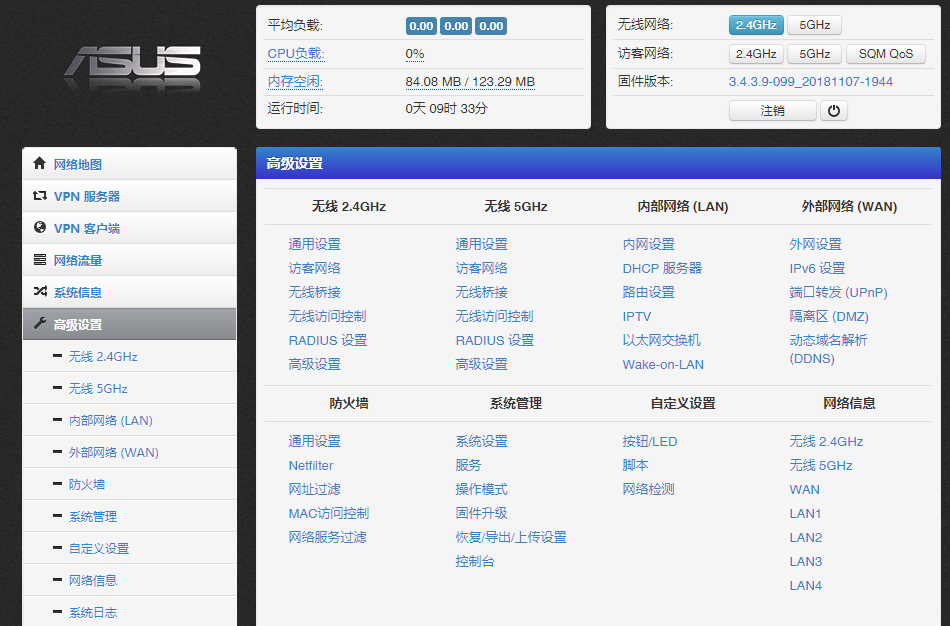 ASUS
平均负载: 0.00 0.00 0.00
CPU负载: 0%
内存空闲: 84.08 MB / 123.29 MB
运行时间: 0天 09时 33分
无线网络: 2.4GHz 5GHz
访客网络: 2.4GHz 5GHz SQM QoS
固件版本: 3.4.3.9-099_20181107-1944
注销
网络地图
VPN 服务器
VPN 客户端
网络流量
系统信息
高级设置
无线 2.4GHz
无线 5GHz
内部网络 (LAN)
外部网络 (WAN)
防火墙
系统管理
自定义设置
网络信息
系统日志
高级设置
无线 2.4GHz 无线 5GHz 内部网络 (LAN) 外部网络 (WAN)
通用设置 通用设置 内网设置 外网设置
访客网络 访客网络 DHCP 服务器 IPv6 设置
无线桥接 无线桥接 路由设置 端口转发 (UPnP)
无线访问控制 无线访问控制 IPTV 隔离区 (DMZ)
RADIUS 设置 RADIUS 设置 以太网交换机 动态域名解析
(DDNS)
高级设置 高级设置 Wake-on-LAN
防火墙 系统管理 自定义设置 网络信息
通用设置 系统设置 按钮/LED 无线 2.4GHz
Netfilter 服务 脚本 无线 5GHz
网址过滤 操作模式 网络检测 WAN
MAC访问控制 固件升级 LAN1
网络服务过滤 恢复/导出/上传设置 LAN2
控制台 LAN3
LAN4